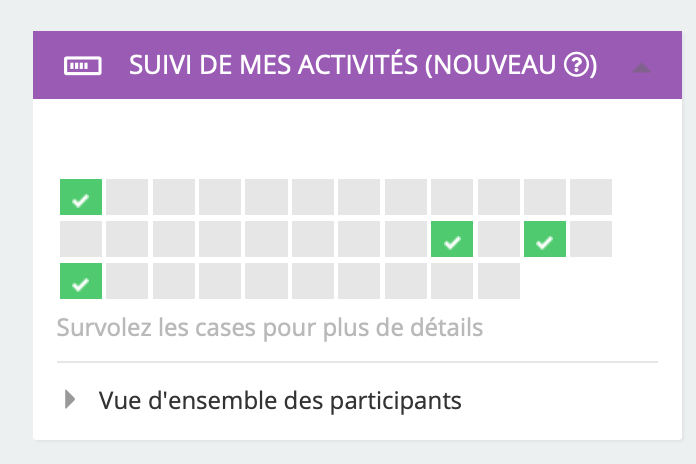 SUIVI DE MES ACTIVITÉS (NOUVEAU ?)
Survolez les cases pour plus de détails
Vue d'ensemble des participants